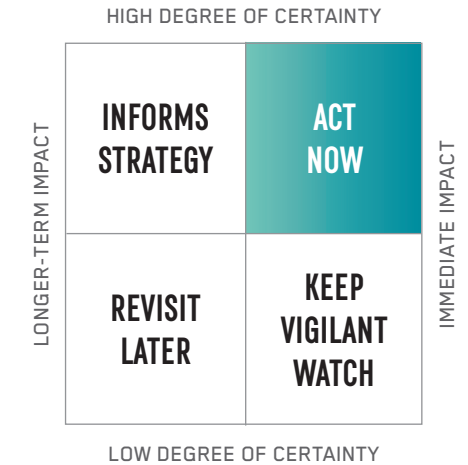 HIGH DEGREE OF CERTAINTY
LONGER-TERM IMPACT
INFORMS
STRATEGY
ACT
NOW
IMMEDIATE IMPACT
REVISIT
LATER
KEEP
VIGILANT
WATCH
LOW DEGREE OF CERTAINTY